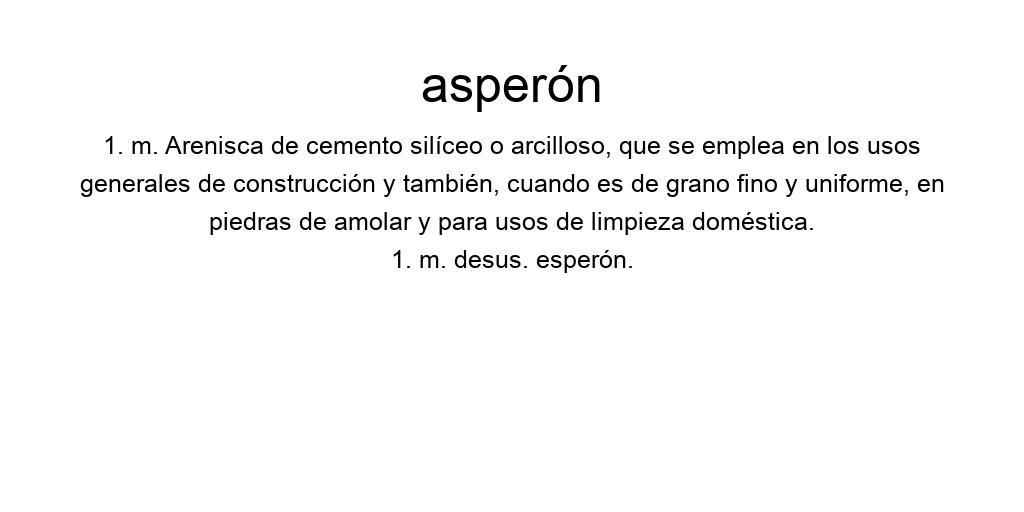 asperón
1. m. Arenisca de cemento silíceo o arcilloso, que se emplea en los usos
generales de construcción y también, cuando es de grano fino y uniforme, en
piedras de amolar y para usos de limpieza doméstica.
1. m. desus. esperón.